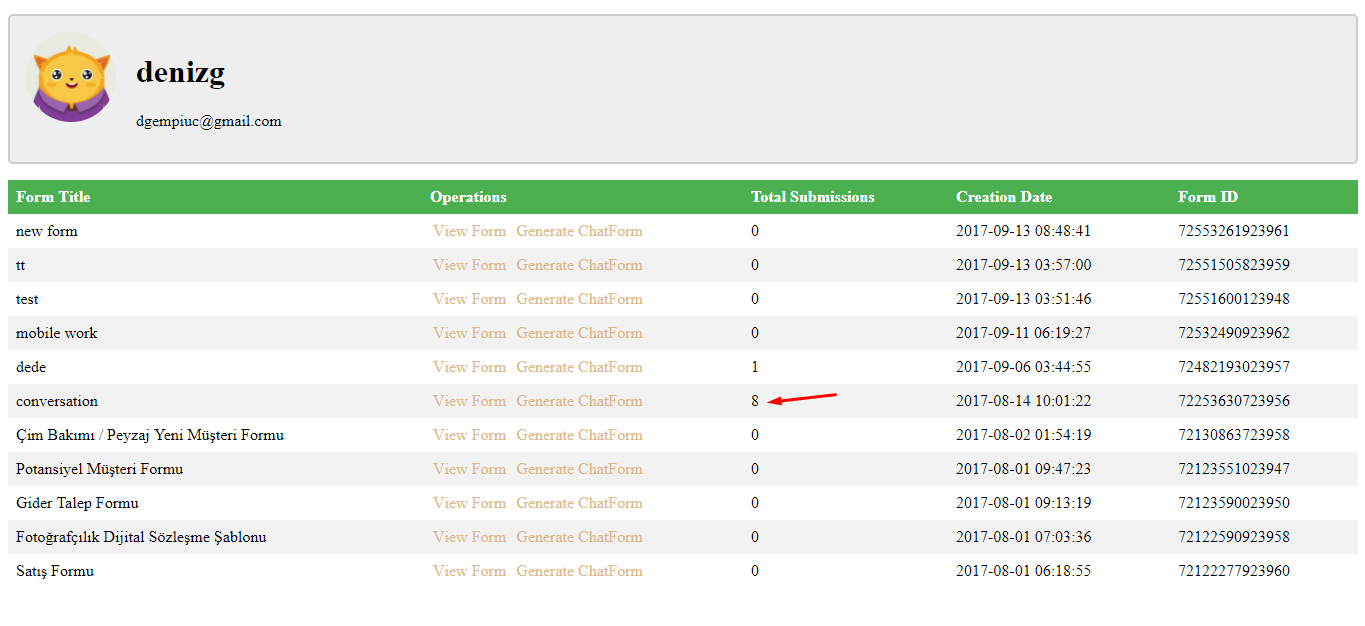 denizg
dgempiuc@gmail.com
Form Title Operations Total Submissions Creation Date Form ID
new form View Form Generate ChatForm 0 2017-09-13 08:48:41 72553261923961
tt View Form Generate ChatForm 0 2017-09-13 03:57:00 72551505823959
test View Form Generate ChatForm 0 2017-09-13 03:51:46 72551600123948
mobile work View Form Generate ChatForm 0 2017-09-11 06:19:27 72532490923962
dede View Form Generate ChatForm 1 2017-09-06 03:44:55 72482193023957
conversation View Form Generate ChatForm 8 2017-08-14 10:01:22 72253630723956
Çim Bakımı / Peyzaj Yeni Müşteri Formu View Form Generate ChatForm 0 2017-08-02 01:54:19 72130863723958
Potansiyel Müşteri Formu View Form Generate ChatForm 0 2017-08-01 09:47:23 72123551023947
Gider Talep Formu View Form Generate ChatForm 0 2017-08-01 09:13:19 72123590023950
Fotoğrafçılık Dijital Sözleşme Şablonu View Form Generate ChatForm 0 2017-08-01 07:03:36 72122590923958
Satış Formu View Form Generate ChatForm 0 2017-08-01 06:18:55 72122277923960